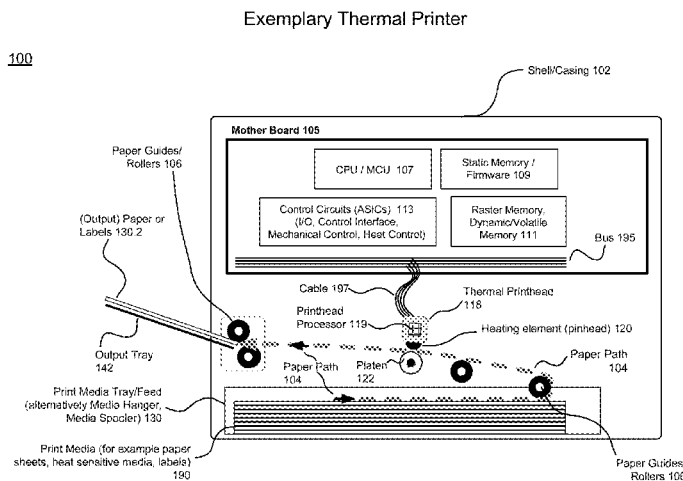 Exemplary Thermal Printer
100
Shell/Casing 102
Mother Board 105
Paper Guides/
Rollers 106
CPU / MCU 107
Static Memory /
Firmware 109
(Output) Paper or
Labels 130.2
Control Circuits (ASICs) 113
(I/O, Control Interface,
Mechanical Control, Heat Control)
Raster Memory,
Dynamic/Volatile
Memory 111
Bus 195
Cable 197
Thermal Printhead
118
Printhead
Processor 119
Heating element (pinhead) 120
Output Tray
142
Paper Path
104
Platen
122
Paper Path
104
Print Media Tray/Feed
(alternatively Media Hanger,
Media Spacler) 130
Print Media (for example paper
sheets, heat sensitive media, labels)
190
Paper Guides
Rollers 106